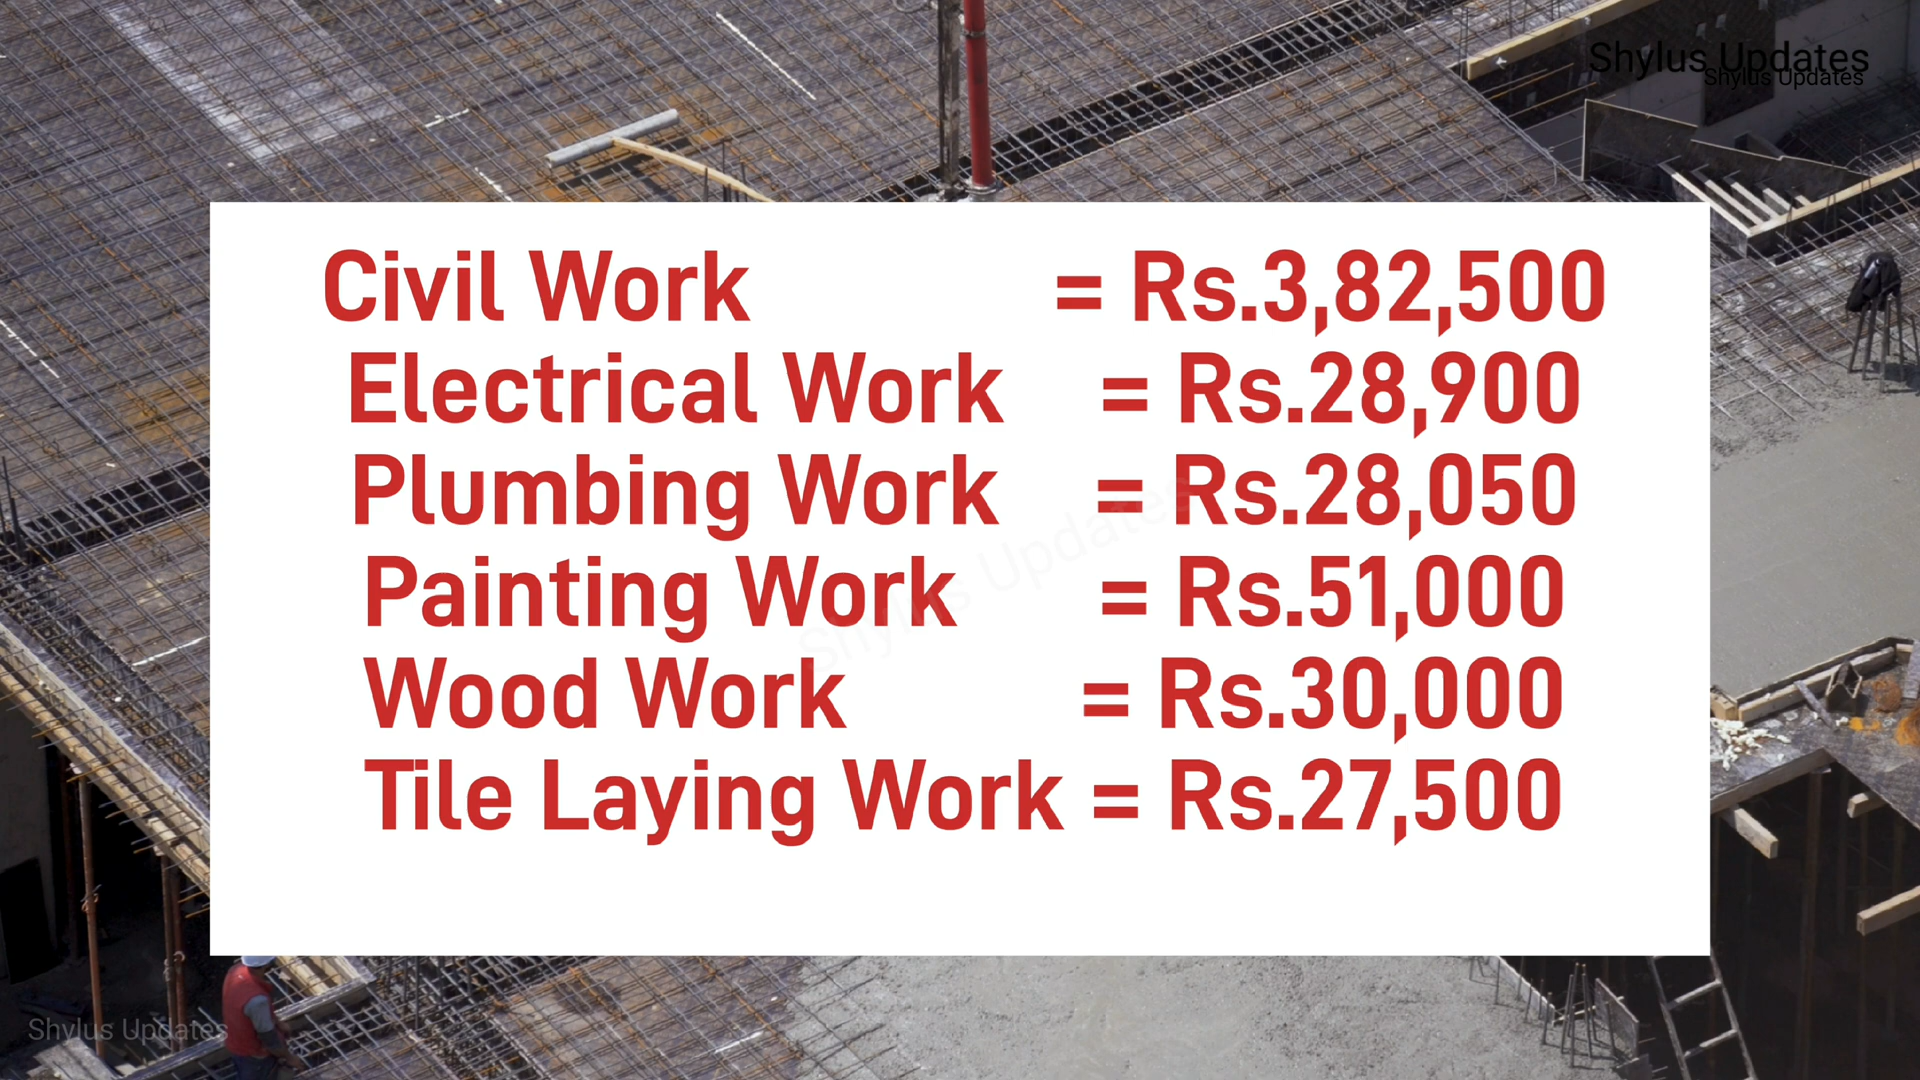 Shylus Updates
Shylus Updates
Civil Work = Rs.3,82,500
Electrical Work = Rs.28,900
Plumbing Work = Rs.28,050
Painting Work = Rs.51,000
Wood Work = Rs.30,000
Tile Laying Work = Rs.27,500
Shylus Updates
Shylus Updates